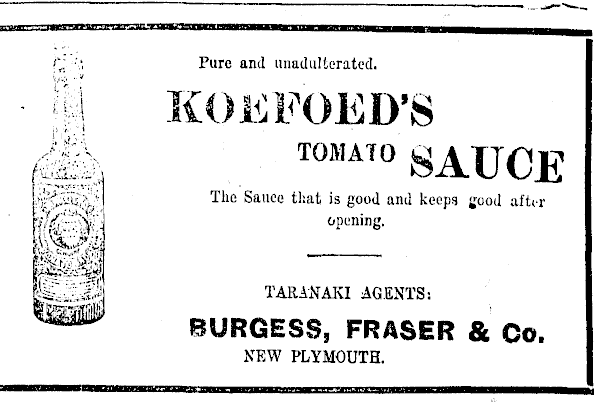 Pure and unadulterated.
KOEFOED'S
TOMATO SAUCE
The Sauce that is good and keeps good after
opening.
TARANAKI AGENTS:
BURGESS, FRASER & Co.
NEW PLYMOUTH.